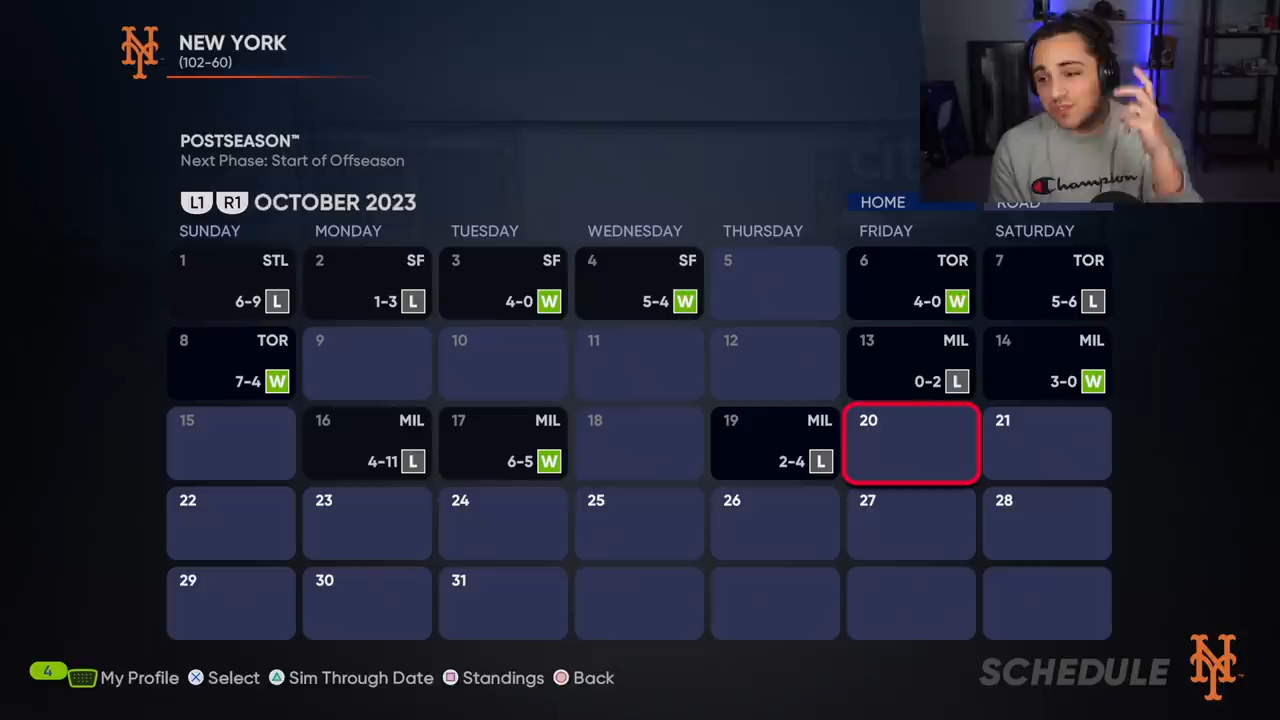 NEW YORK
(102-60)
POSTSEASON™
Next Phase: Start of Offseason
L1 R1 OCTOBER 2023
HOME ROAD
SUNDAY MONDAY TUESDAY WEDNESDAY THURSDAY FRIDAY SATURDAY
1 STL 2 SF 3 SF 4 SF 5 6 TOR 7 TOR
6-9 L 1-3 L 4-0 W 5-4 W 4-0 W 5-6 L
8 TOR 9 10 11 12 13 MIL 14 MIL
7-4 W 0-2 L 3-0 W
15 16 MIL 17 MIL 18 19 MIL 20 21
4-11 L 6-5 W 2-4 L
22 23 24 25 26 27 28
29 30 31
4 My Profile Select Sim Through Date Standings Back
SCHEDULE
Champion